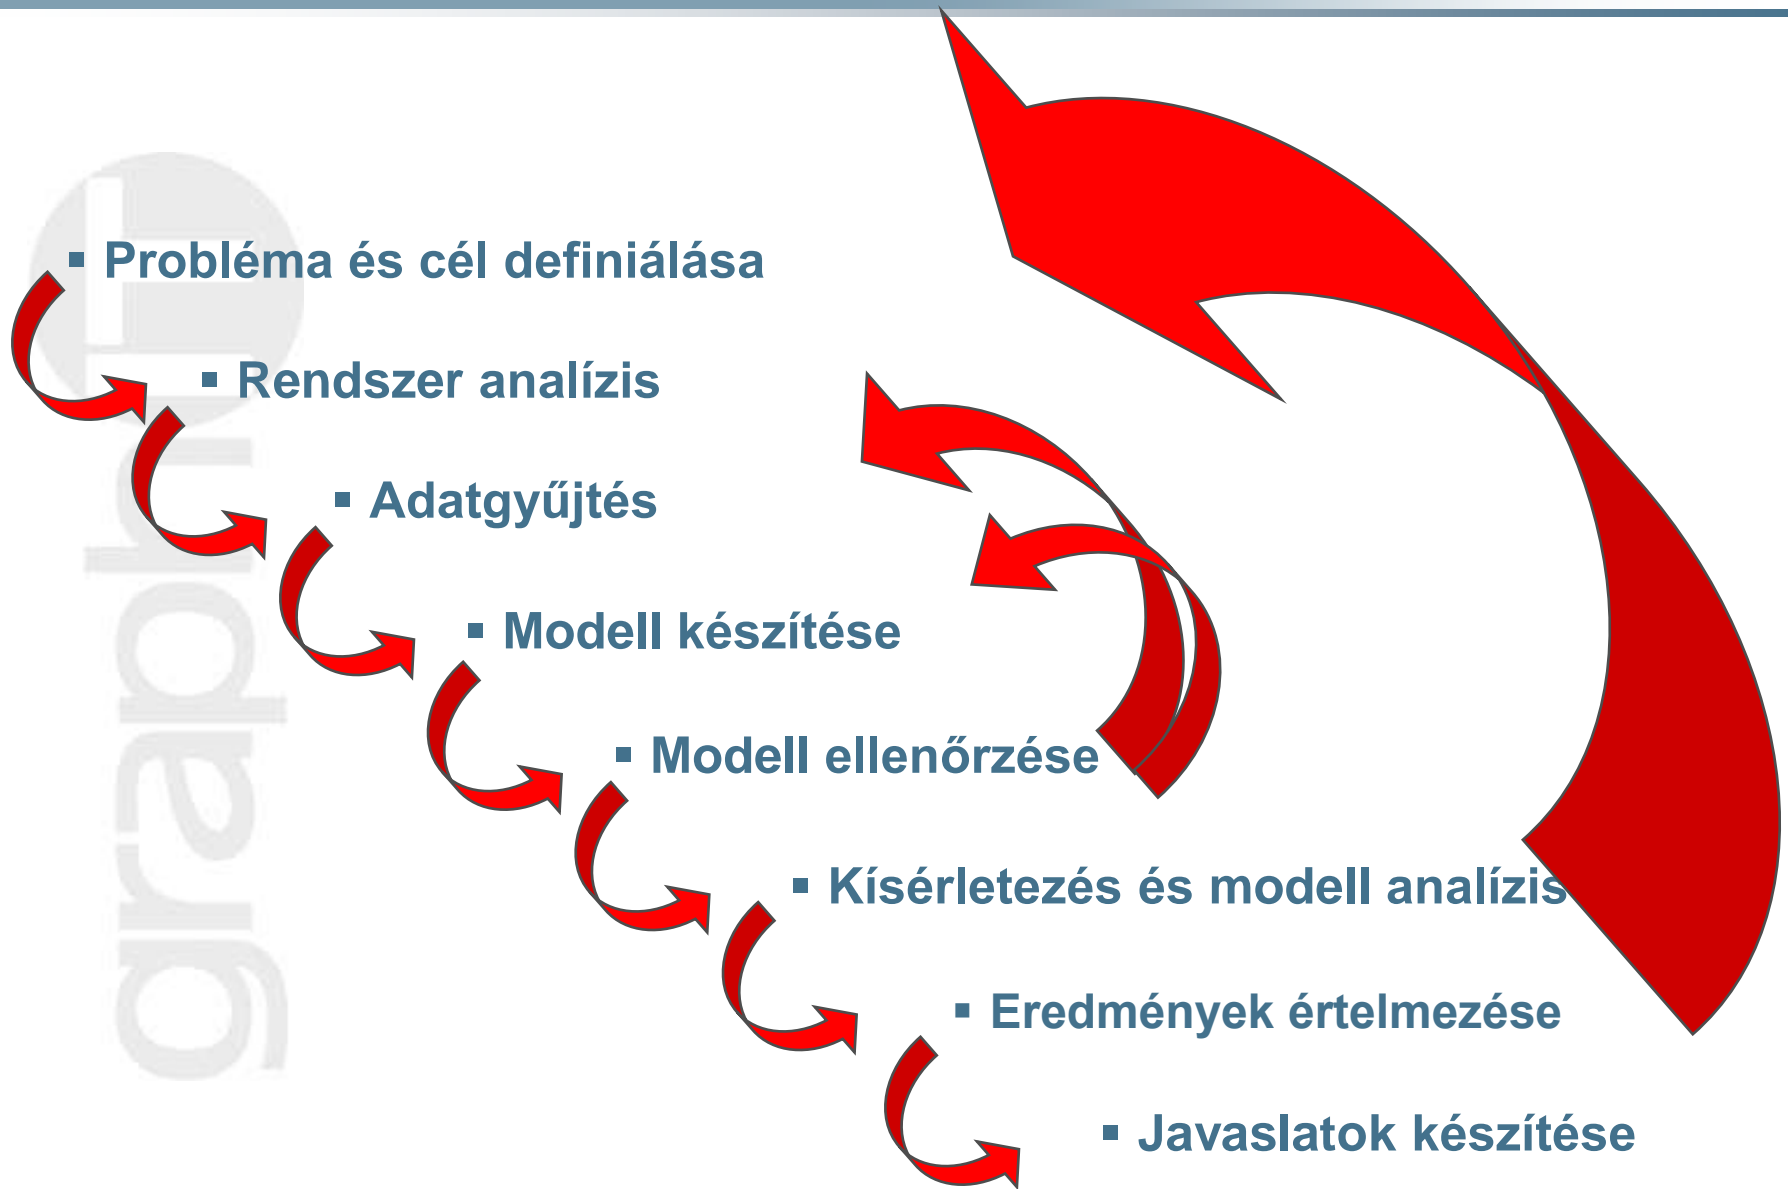 ▪ Probléma és cél definiálása
▪ Rendszer analízis
▪ Adatgyűjtés
▪ Modell készítése
▪ Modell ellenőrzése
▪ Kísérletezés és modell analízis
▪ Eredmények értelmezése
▪ Javaslatok készítése
graphIT